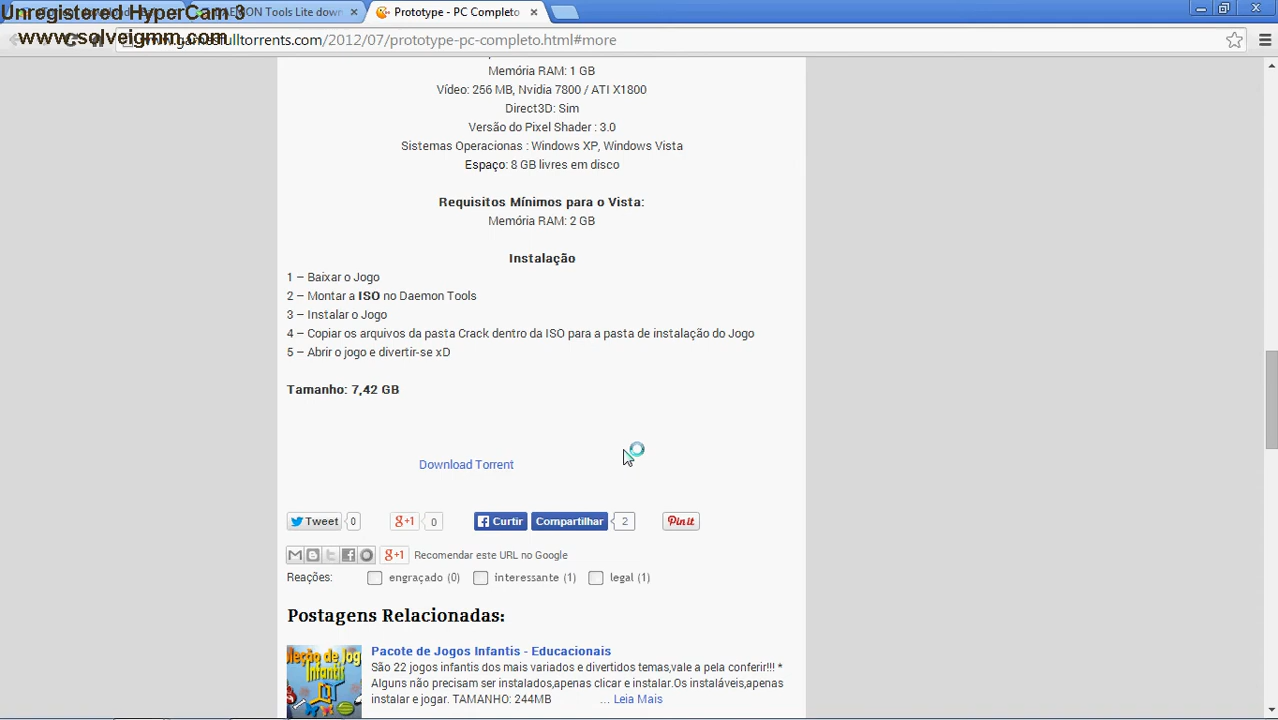 Unregistered HyperCam 3
DAEMON Tools Lite down
Prototype - PC Completo
www.solveigmm.com
fulltorrents.com/2012/07/prototype-pc-completo.html#more
Memória RAM: 1 GB
Vídeo: 256 MB, Nvidia 7800 / ATI X1800
Direct3D: Sim
Versão do Pixel Shader : 3.0
Sistemas Operacionas : Windows XP, Windows Vista
Espaço: 8 GB livres em disco
Requisitos Mínimos para o Vista:
Memória RAM: 2 GB
Instalação
1 – Baixar o Jogo
2 – Montar a ISO no Daemon Tools
3 – Instalar o Jogo
4 – Copiar os arquivos da pasta Crack dentro da ISO para a pasta de instalação do Jogo
5 – Abrir o jogo e divertir-se xD
Tamanho: 7,42 GB
Download Torrent
Tweet 0 g+1 0 Curtir Compartilhar 2 Pin it
g+1 Recomendar este URL no Google
Reações: engraçado (0) interessante (1) legal (1)
Postagens Relacionadas:
Pacote de Jogos Infantis - Educacionais
São 22 jogos infantis dos mais variados e divertidos temas,vale a pela conferir!!! *
Alguns não precisam ser instalados,apenas clicar e instalar.Os instaláveis,apenas
instalar e jogar. TAMANHO: 244MB ... Leia Mais